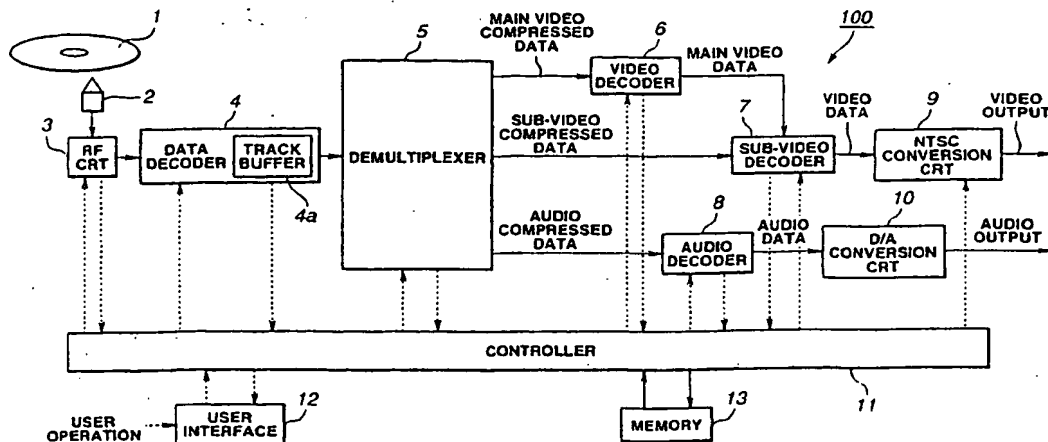 1
2
3
RF
CRT
4
DATA
DECODER
TRACK
BUFFER
4a
5
DEMULTIPLEXER
MAIN VIDEO
COMPRESSED
DATA
6
VIDEO
DECODER
MAIN VIDEO
DATA
100
SUB-VIDEO
COMPRESSED
DATA
7
SUB-VIDEO
DECODER
VIDEO
DATA
9
NTSC
CONVERSION
CRT
VIDEO
OUTPUT
AUDIO
COMPRESSED
DATA
8
AUDIO
DECODER
AUDIO
DATA
10
D/A
CONVERSION
CRT
AUDIO
OUTPUT
CONTROLLER
11
USER
OPERATION
USER
INTERFACE
12
MEMORY
13